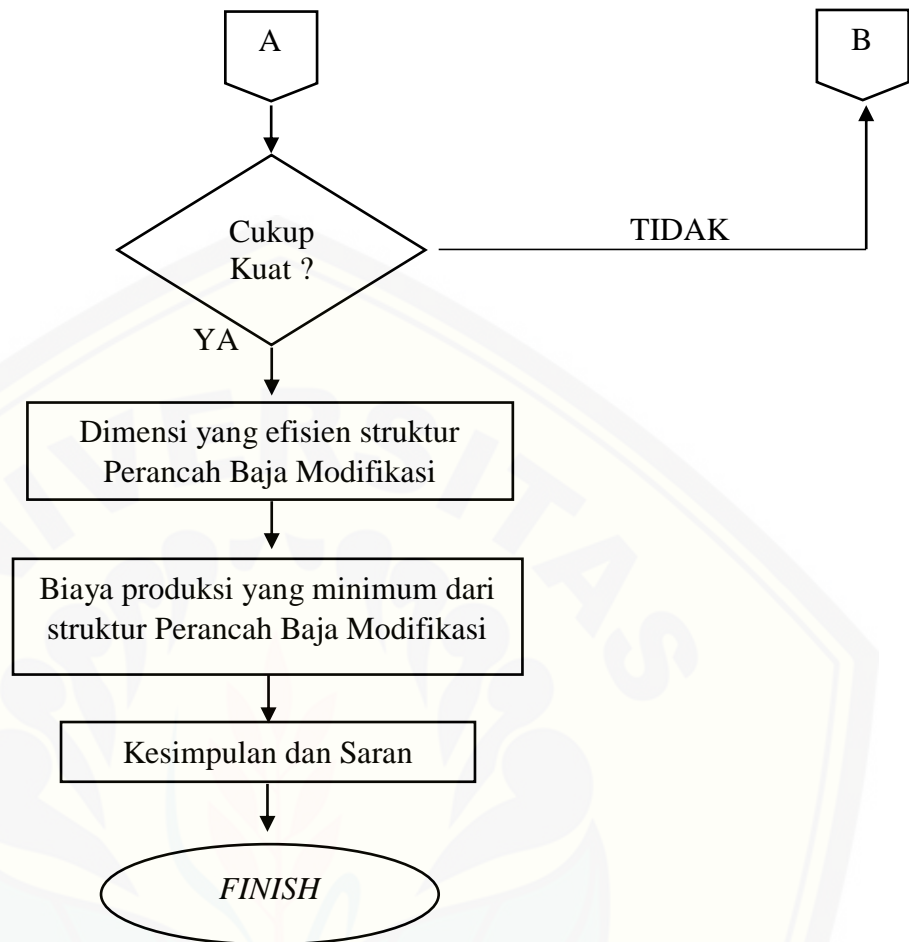 A
B
Cukup
Kuat ?
TIDAK
YA
Dimensi yang efisien struktur
Perancah Baja Modifikasi
Biaya produksi yang minimum dari
struktur Perancah Baja Modifikasi
Kesimpulan dan Saran
FINISH
UNIVERSITAS